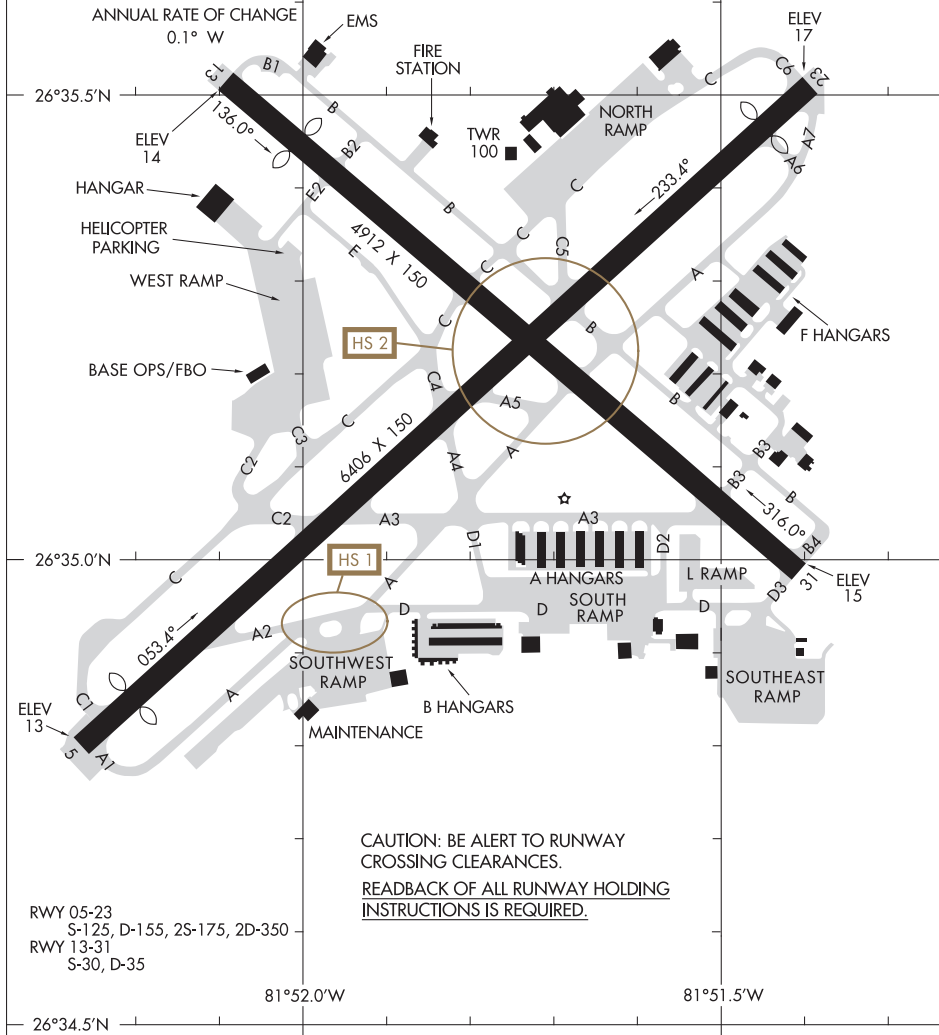 ANNUAL RATE OF CHANGE
0.1° W
EMS
FIRE
STATION
ELEV
17
13
B1
B
C
C6
23
26°35.5'N
136.0°
B2
TWR
100
NORTH
RAMP
A7
A6
ELEV
14
HANGAR
E2
B
C
233.4°
HELICOPTER
PARKING
4912 X 150
E
C
C5
WEST RAMP
C
A
F HANGARS
C
B
HS 2
BASE OPS/FBO
C4
A5
B
C
C3
6406 X 150
A
C2
A4
B3
B3
B
316.0°
C2
A3
A3
D1
D2
B4
26°35.0'N
HS 1
C
A
A HANGARS
L RAMP
D3
31
ELEV
15
SOUTH
RAMP
D
D
D
053.4°
A2
SOUTHWEST
RAMP
SOUTHEAST
RAMP
C1
A
B HANGARS
ELEV
13
MAINTENANCE
5
A1
CAUTION: BE ALERT TO RUNWAY
CROSSING CLEARANCES.
READBACK OF ALL RUNWAY HOLDING
INSTRUCTIONS IS REQUIRED.
RWY 05-23
S-125, D-155, 2S-175, 2D-350
RWY 13-31
S-30, D-35
81°52.0'W
81°51.5'W
26°34.5'N